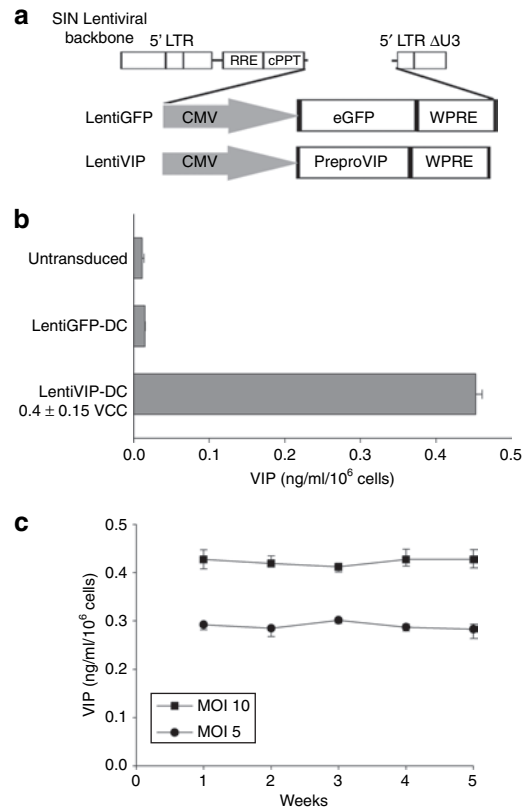 a
SIN Lentiviral
backbone
5′ LTR
RRE
cPPT
5′ LTR ΔU3
LentiGFP
CMV
eGFP
WPRE
LentiVIP
CMV
PreproVIP
WPRE
b
Untransduced
LentiGFP-DC
LentiVIP-DC
0.4 ± 0.15 VCC
0.0 0.1 0.2 0.3 0.4 0.5
VIP (ng/ml/10⁶ cells)
c
VIP (ng/ml/10⁶ cells)
0.5
0.4
0.3
0.2
0.1
0.0
MOI 10
MOI 5
0 1 2 3 4 5
Weeks